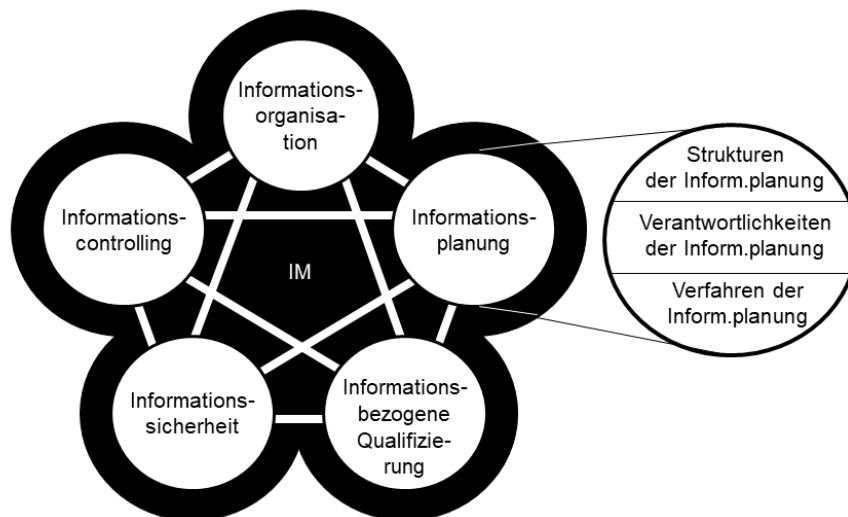 Informations-
organisa-
tion
Informations-
controlling
Informations-
planung
IM
Informations-
sicherheit
Informations-
bezogene
Qualifizie-
rung
Strukturen
der Inform.planung
Verantwortlichkeiten
der Inform.planung
Verfahren der
Inform.planung